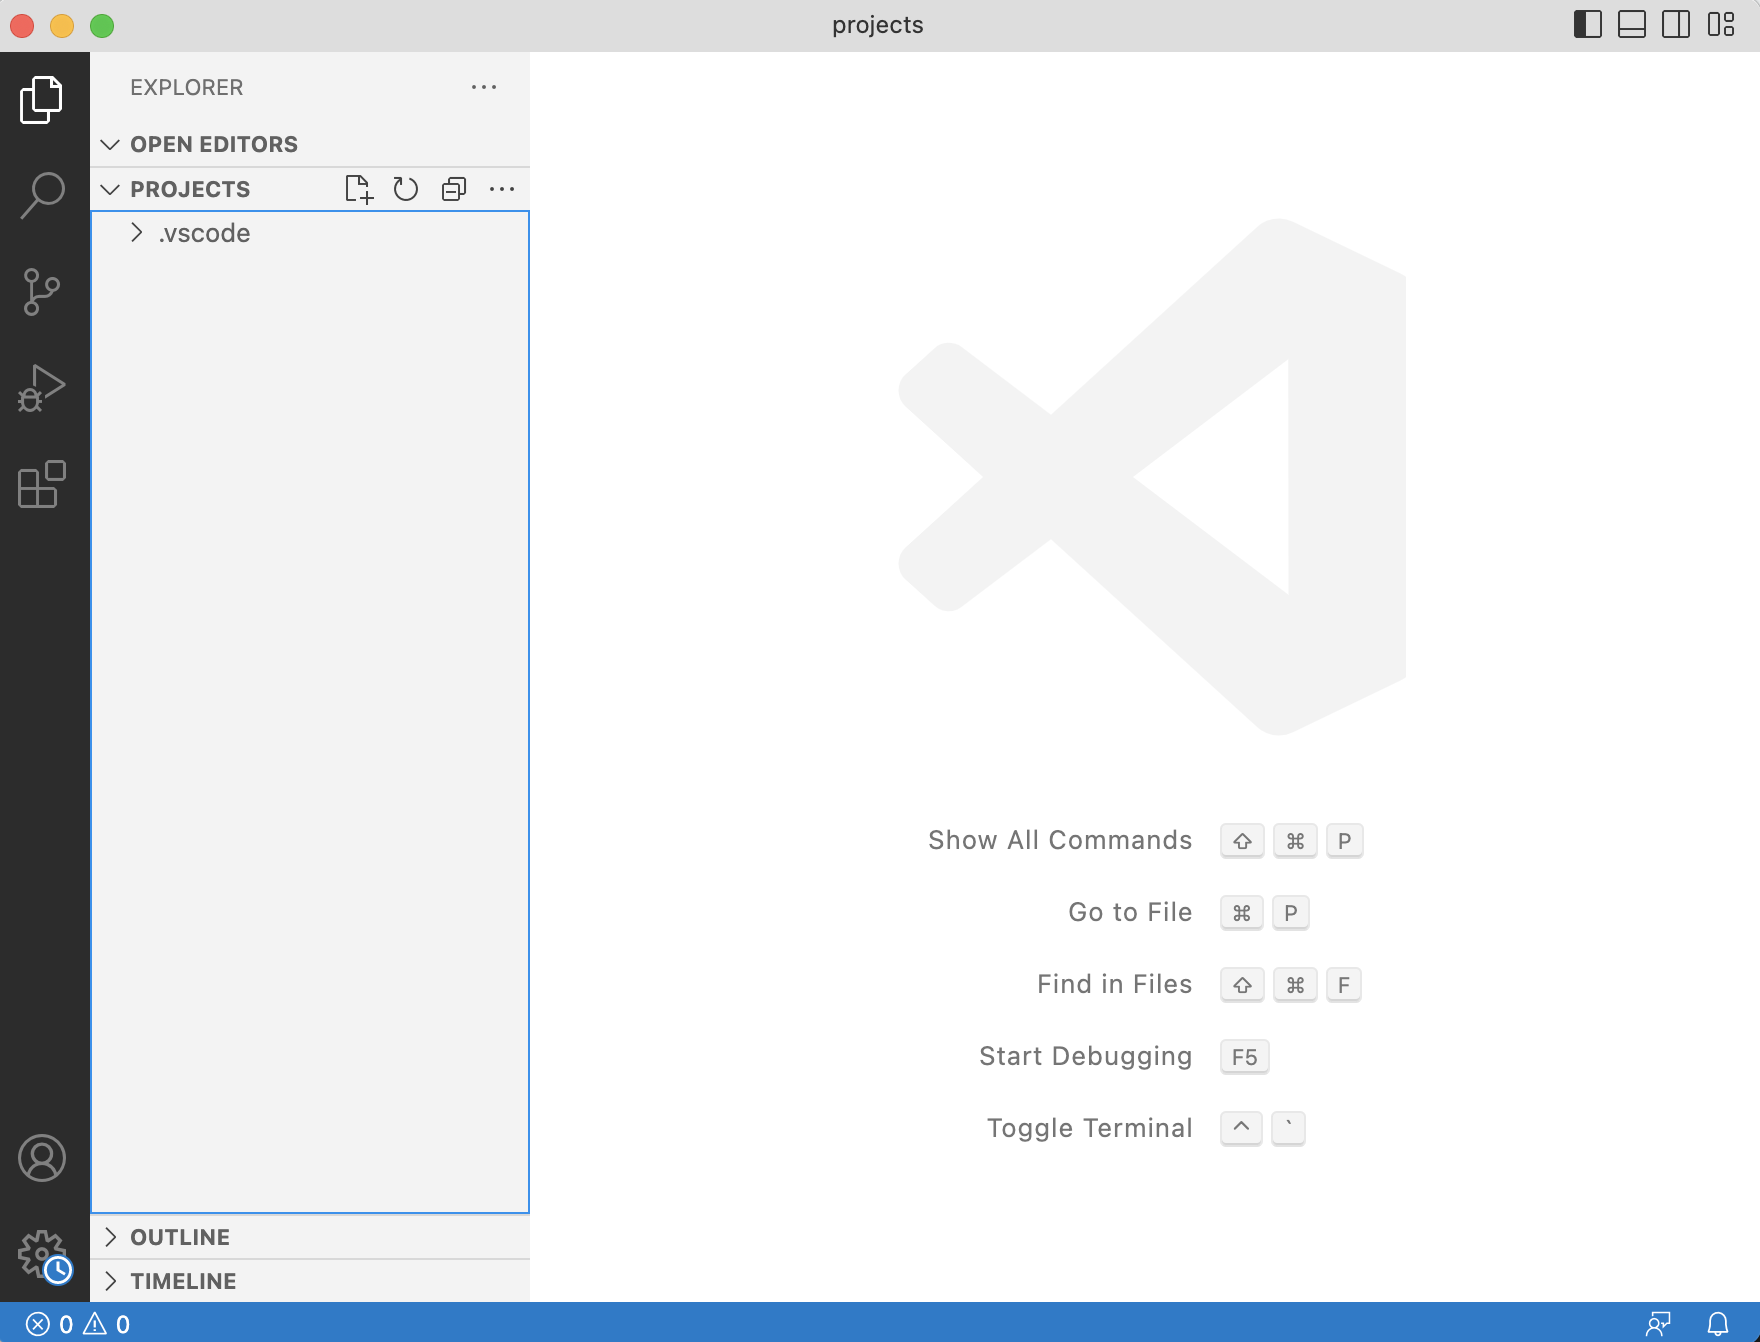 projects
EXPLORER
OPEN EDITORS
PROJECTS
.vscode
Show All Commands ⇧ ⌘ P
Go to File ⌘ P
Find in Files ⇧ ⌘ F
Start Debugging F5
Toggle Terminal ^ `
OUTLINE
TIMELINE
0 0